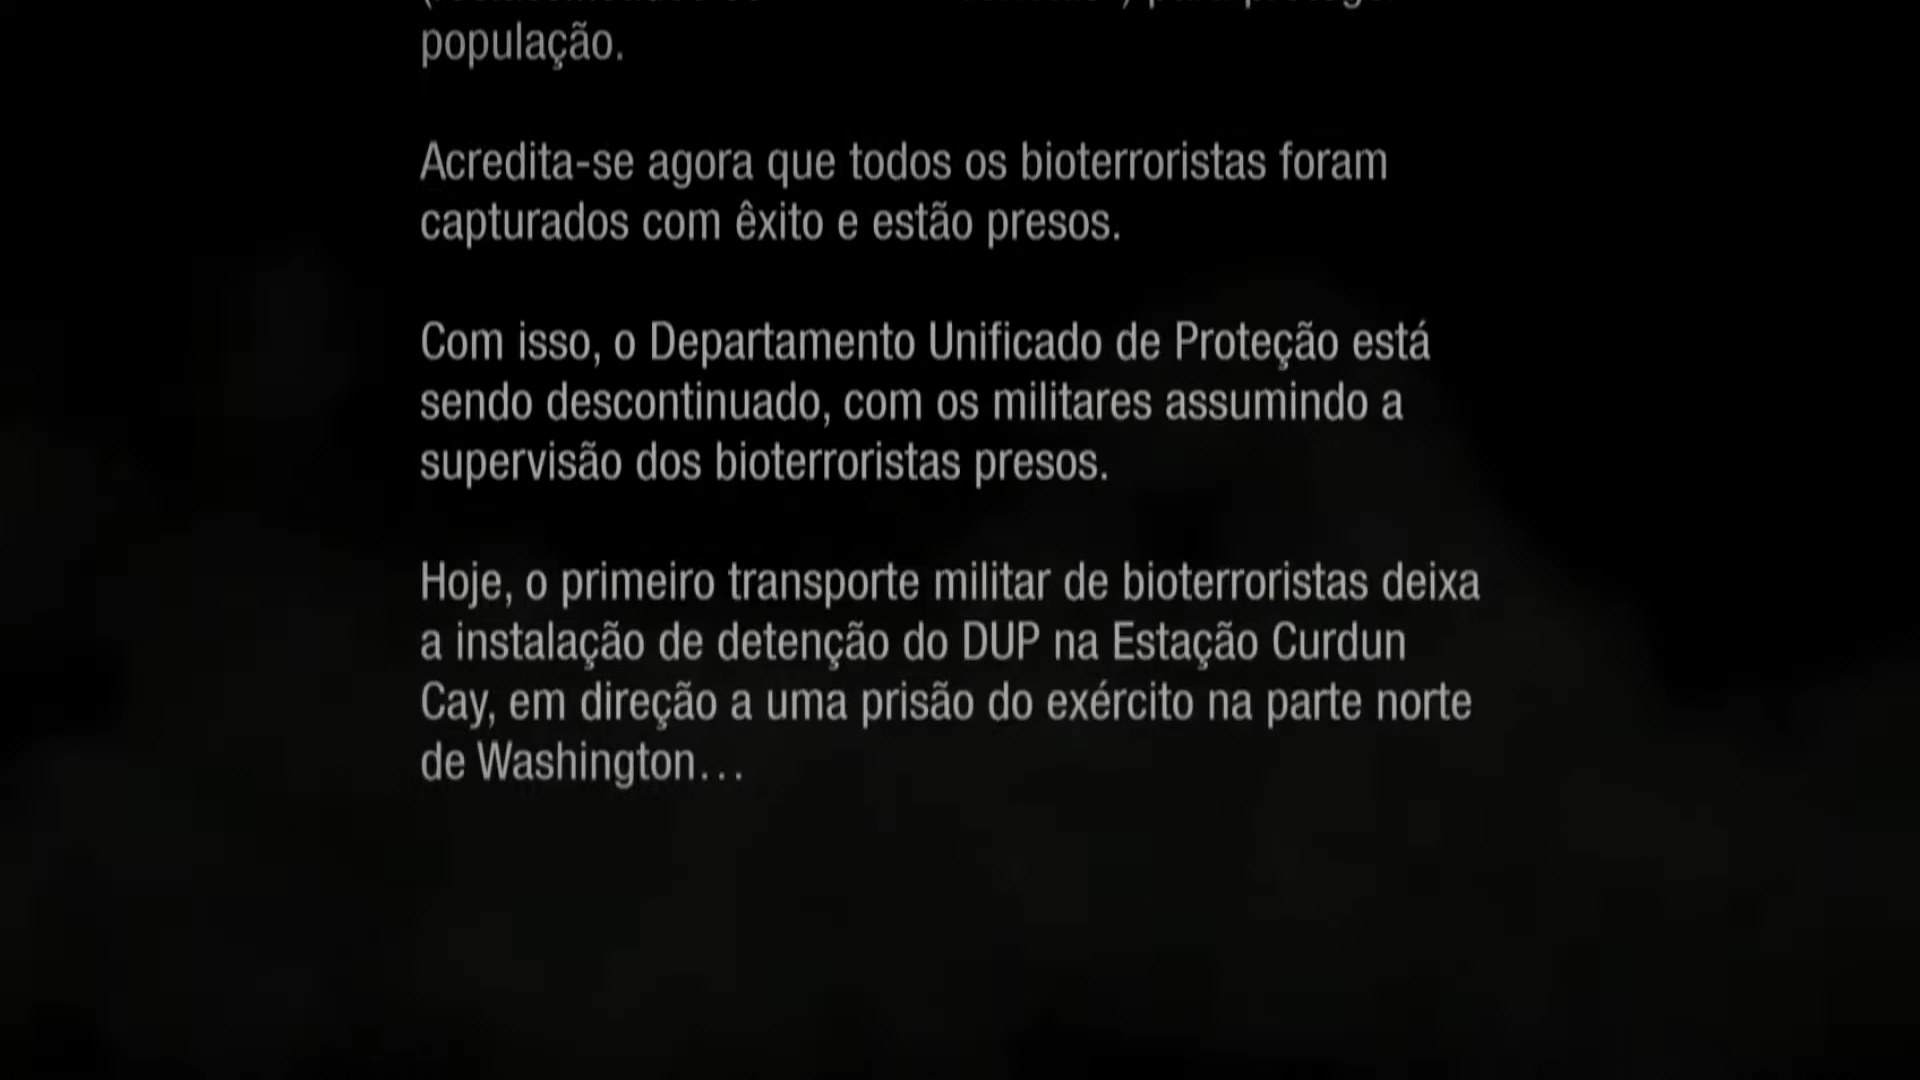 população.
Acredita-se agora que todos os bioterroristas foram
capturados com êxito e estão presos.
Com isso, o Departamento Unificado de Proteção está
sendo descontinuado, com os militares assumindo a
supervisão dos bioterroristas presos.
Hoje, o primeiro transporte militar de bioterroristas deixa
a instalação de detenção do DUP na Estação Curdun
Cay, em direção a uma prisão do exército na parte norte
de Washington…